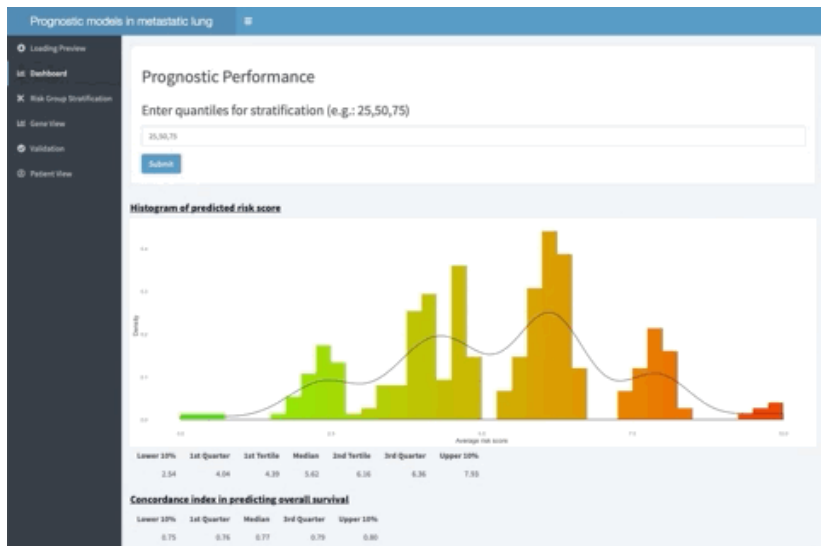 Prognostic models in metastatic lung
Loading Preview
Dashboard
Risk Group Stratification
Gene View
Validation
Patient View
Prognostic Performance
Enter quantiles for stratification (e.g.: 25,50,75)
25,50,75
Submit
Histogram of predicted risk score
Density
Average risk score
Lower 10% 1st Quarter 1st Tertile Median 2nd Tertile 3rd Quarter Upper 10%
2.54 4.04 4.39 5.62 6.16 6.36 7.93
Concordance index in predicting overall survival
Lower 10% 1st Quarter Median 3rd Quarter Upper 10%
0.75 0.76 0.77 0.79 0.80